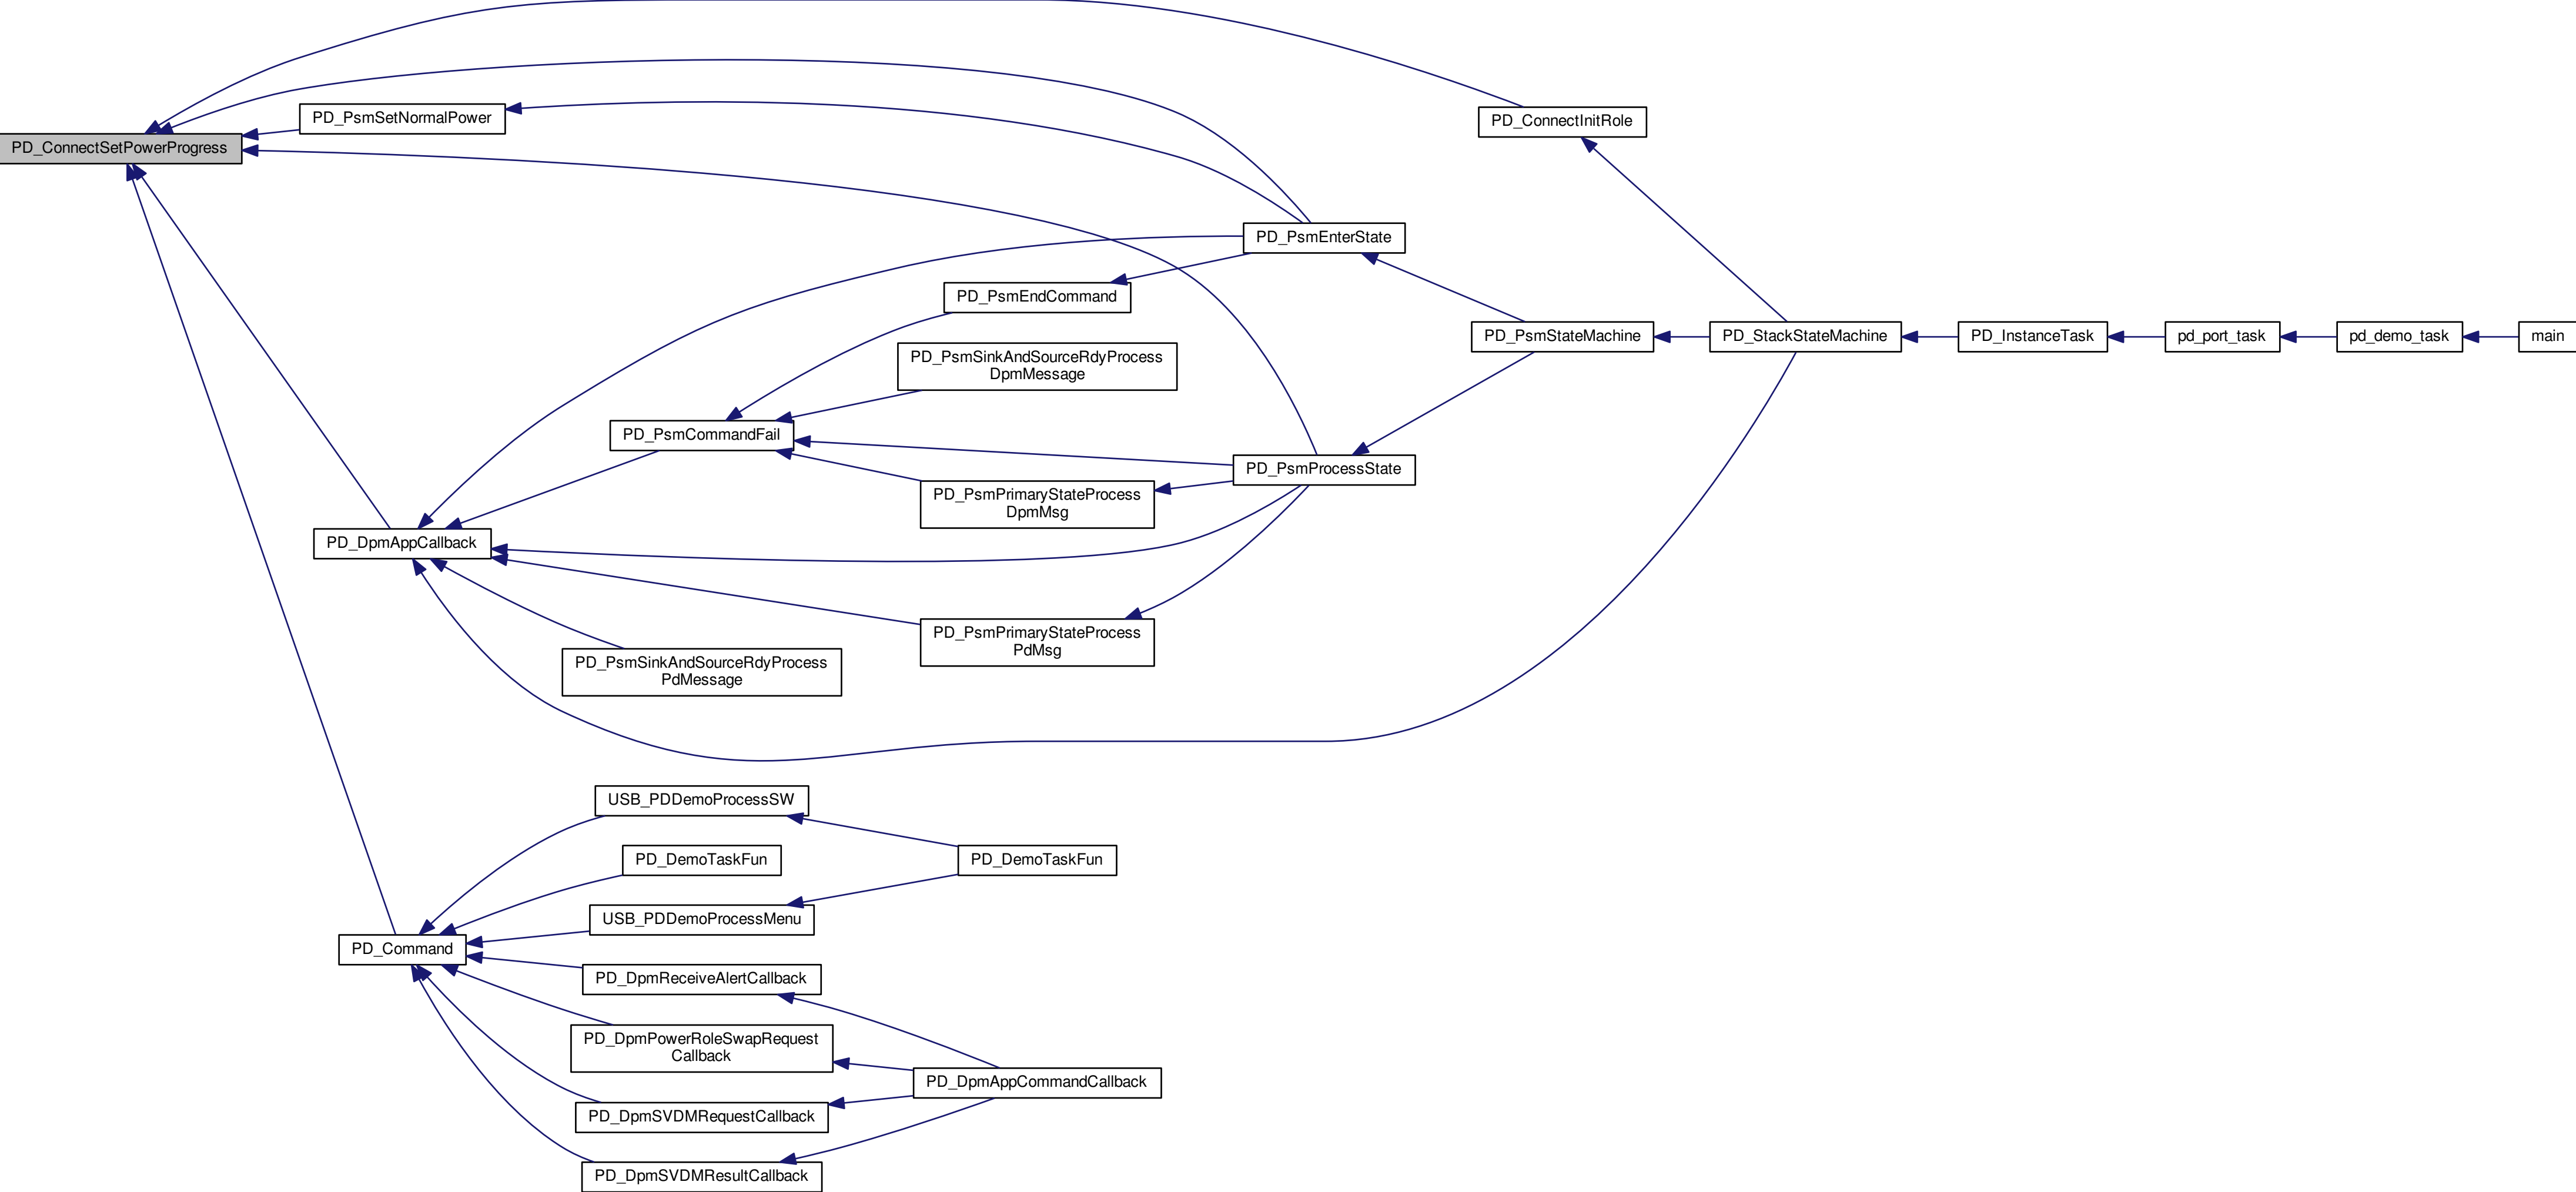 PD_ConnectSetPowerProgress
PD_PsmSetNormalPower
PD_ConnectInitRole
PD_PsmEnterState
PD_PsmEndCommand
PD_PsmStateMachine
PD_StackStateMachine
PD_InstanceTask
pd_port_task
pd_demo_task
main
PD_PsmSinkAndSourceRdyProcess
DpmMessage
PD_PsmCommandFail
PD_PsmProcessState
PD_PsmPrimaryStateProcess
DpmMsg
PD_DpmAppCallback
PD_PsmPrimaryStateProcess
PdMsg
PD_PsmSinkAndSourceRdyProcess
PdMessage
USB_PDDemoProcessSW
PD_DemoTaskFun
PD_DemoTaskFun
USB_PDDemoProcessMenu
PD_Command
PD_DpmReceiveAlertCallback
PD_DpmPowerRoleSwapRequest
Callback
PD_DpmAppCommandCallback
PD_DpmSVDMRequestCallback
PD_DpmSVDMResultCallback